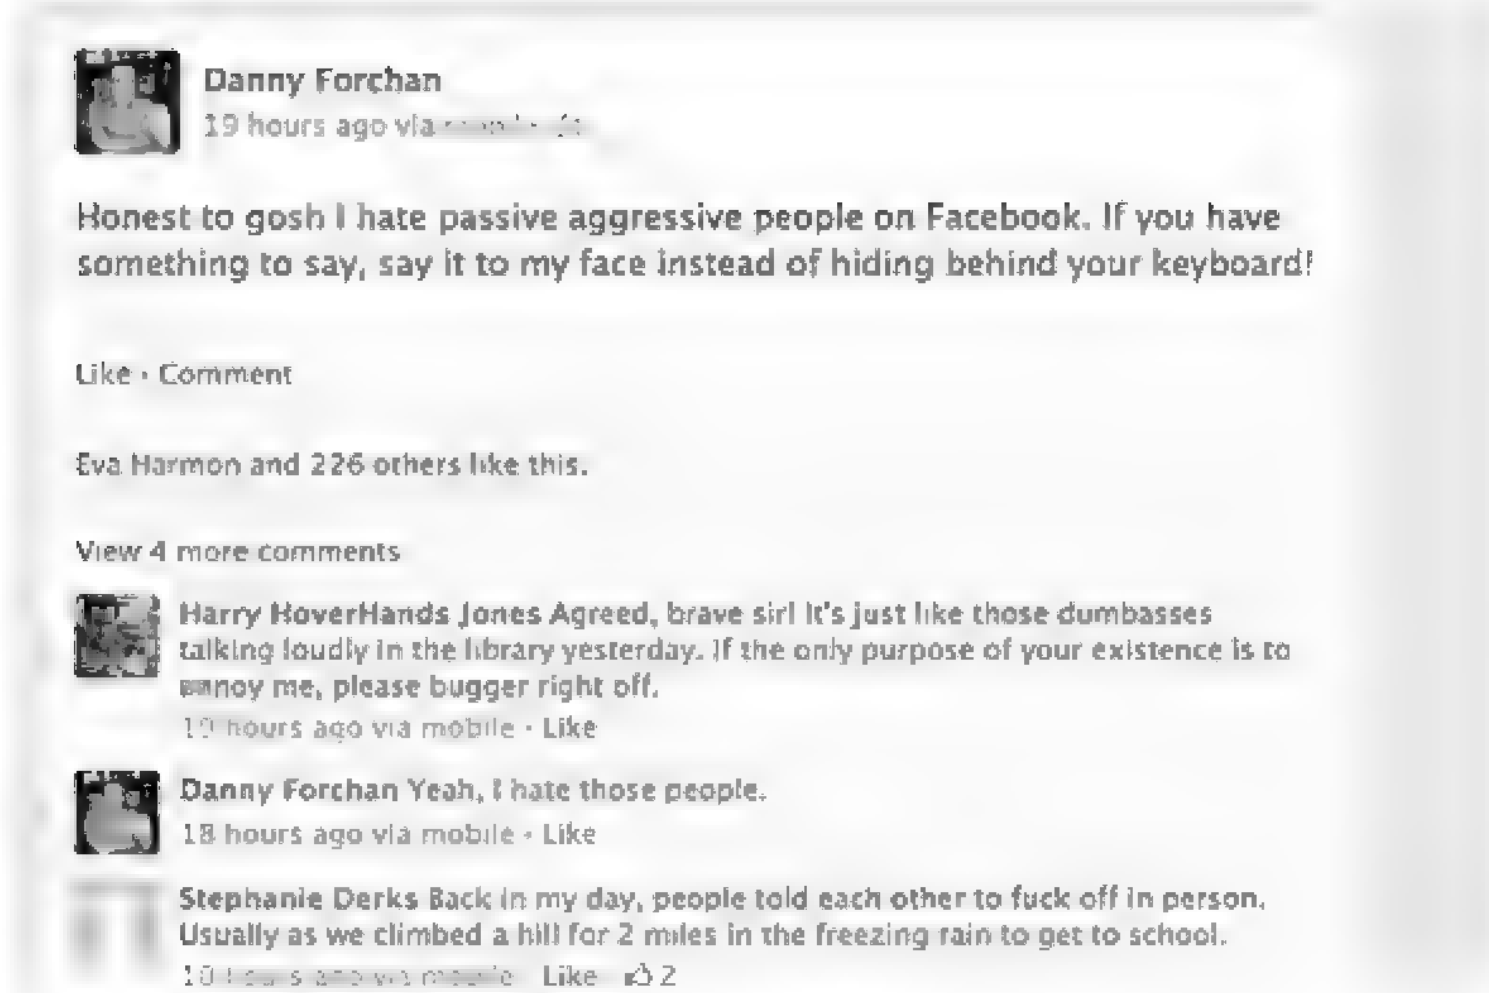 Danny Forchan
19 hours ago via
Honest to gosh I hate passive aggressive people on Facebook. If you have
something to say, say it to my face instead of hiding behind your keyboard!
Like · Comment
Eva Harmon and 226 others like this.
View 4 more comments
Harry HoverHands Jones Agreed, brave sir! It's just like those dumbasses
talking loudly in the library yesterday. If the only purpose of your existence is to
annoy me, please bugger right off.
hours ago via mobile · Like
Danny Forchan Yeah, I hate those people.
18 hours ago via mobile · Like
Stephanie Derks Back in my day, people told each other to fuck off in person.
Usually as we climbed a hill for 2 miles in the freezing rain to get to school.
hours ago via mobile Like 2